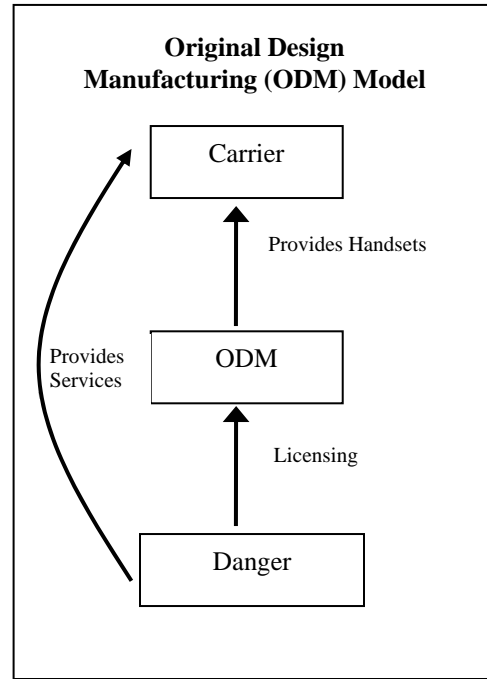 Original Design
Manufacturing (ODM) Model
Carrier
Provides Handsets
ODM
Provides
Services
Licensing
Danger